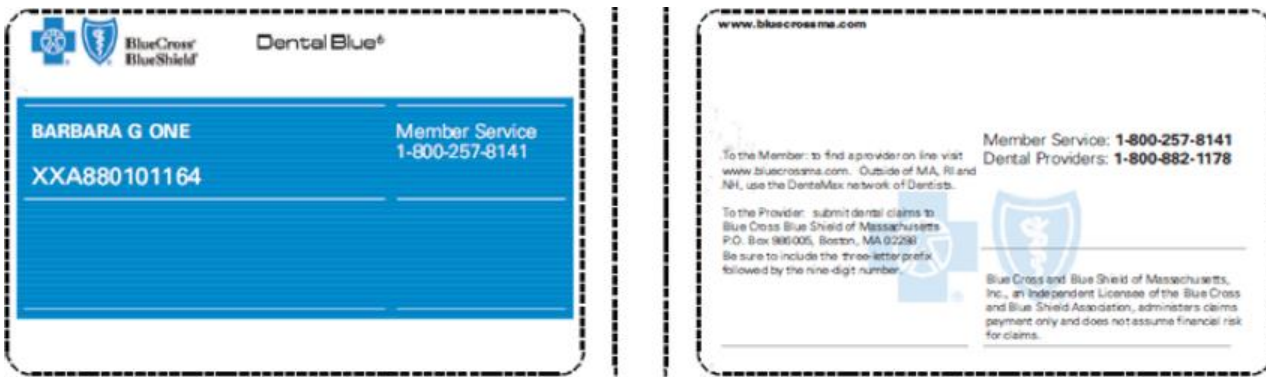 BlueCross
BlueShield
Dental Blue®
BARBARA G ONE
XXA880101164
Member Service
1-800-257-8141
www.bluecrossma.com
Member Service: 1-800-257-8141
Dental Providers: 1-800-882-1178
To the Member: to find a provider on line visit
www.bluecrossma.com. Outside of MA, RI and
NH, use the DenteMax network of Dentists.
To the Provider: submit dental claims to
Blue Cross Blue Shield of Massachusetts
P.O. Box 986005, Boston, MA 02298
Be sure to include the three-letter prefix
followed by the nine-digit number.
Blue Cross and Blue Shield of Massachusetts,
Inc., an Independent Licensee of the Blue Cross
and Blue Shield Association, administers claims
payment only and does not assume financial risk
for claims.